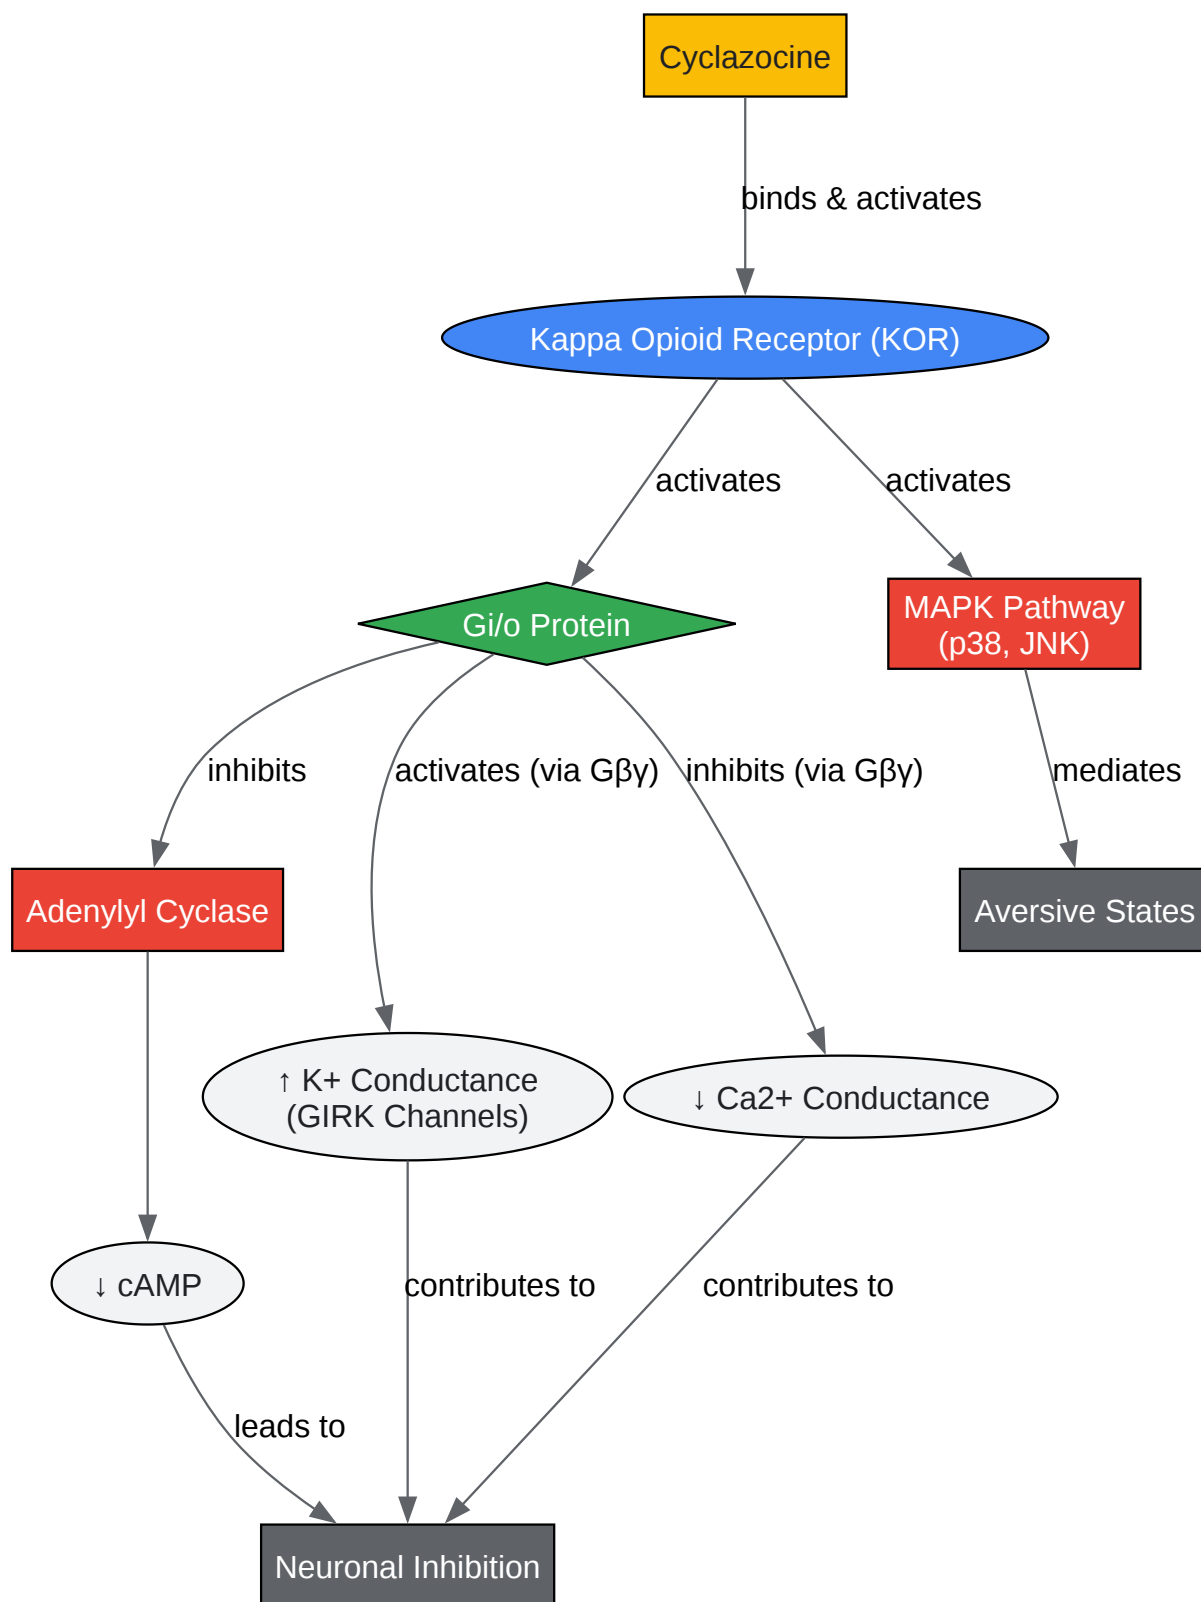 Cyclazocine
binds & activates
Kappa Opioid Receptor (KOR)
activates
activates
Gi/o Protein
MAPK Pathway
(p38, JNK)
inhibits
activates (via Gβγ)
inhibits (via Gβγ)
mediates
Adenylyl Cyclase
Aversive States
↑ K+ Conductance
(GIRK Channels)
↓ Ca2+ Conductance
↓ cAMP
contributes to
contributes to
leads to
Neuronal Inhibition